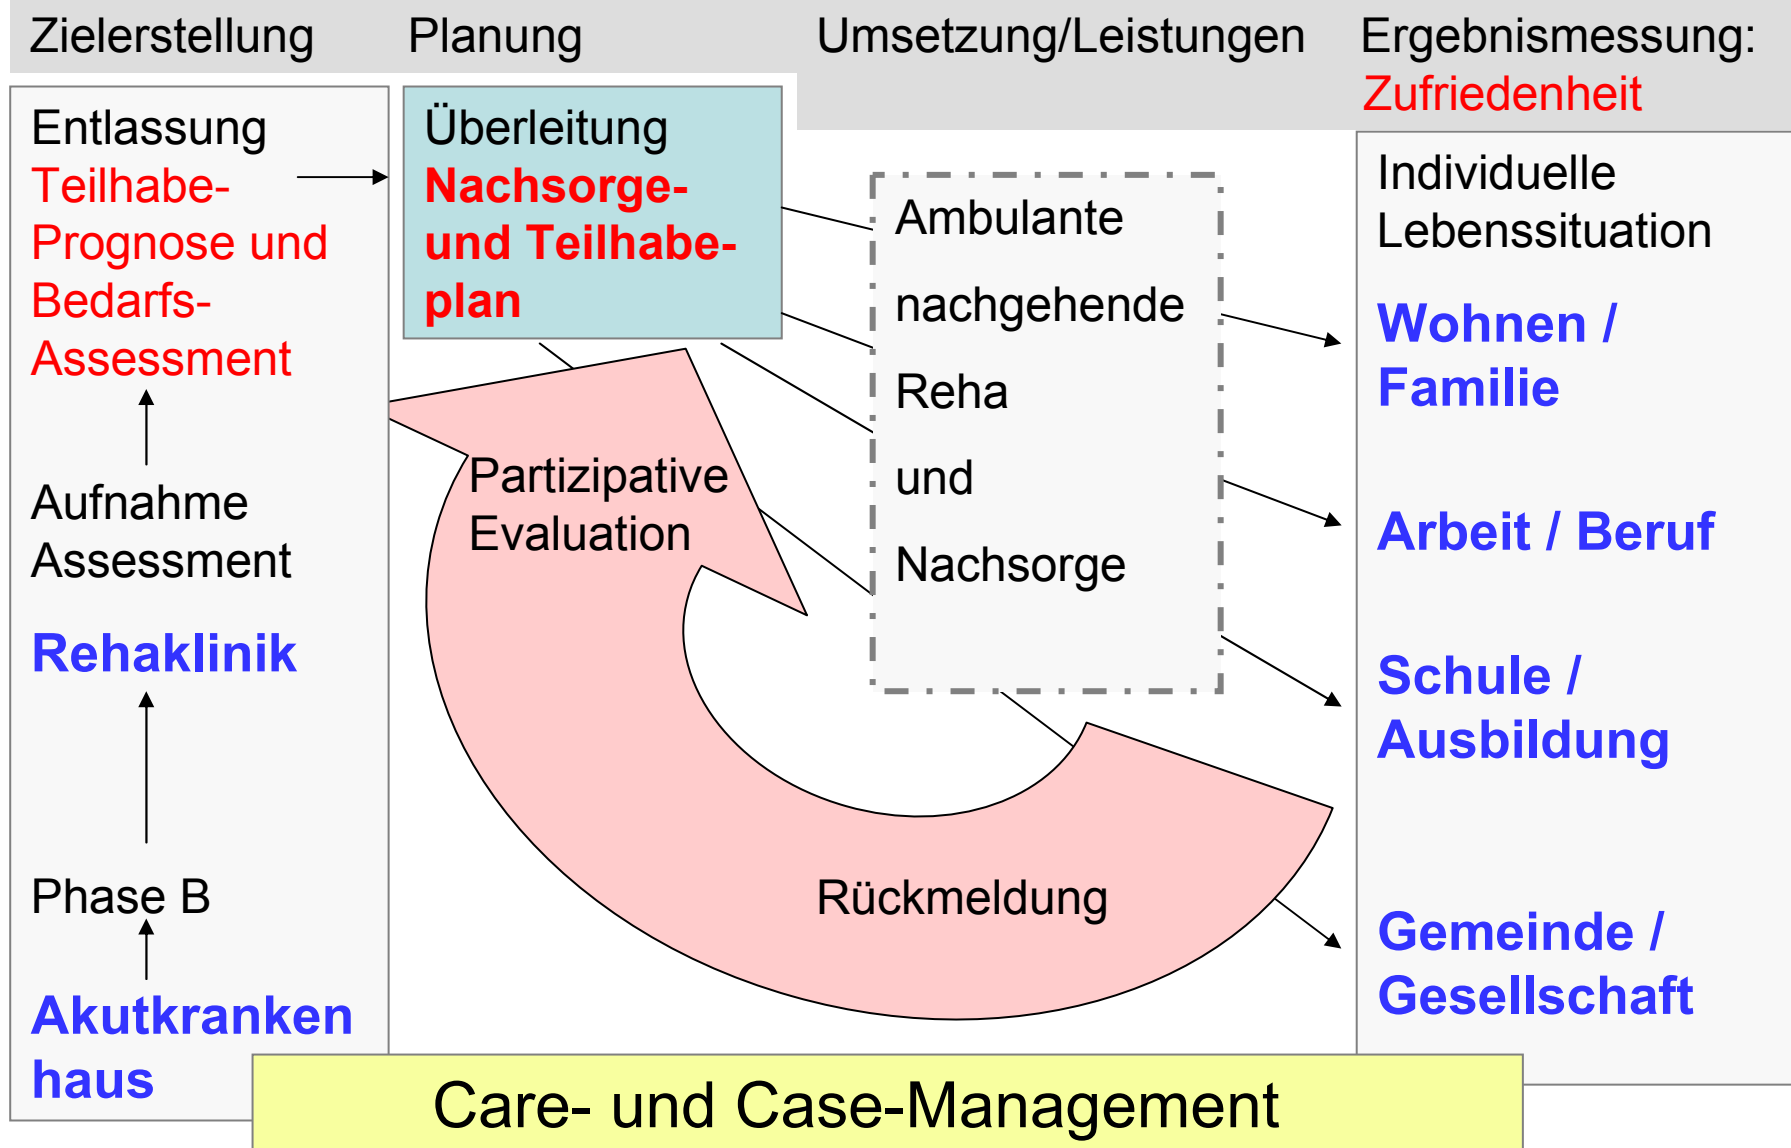 Zielerstellung
Planung
Umsetzung/Leistungen
Ergebnismessung:
Zufriedenheit
Entlassung
Teilhabe-
Prognose und
Bedarfs-
Assessment
Aufnahme
Assessment
Rehaklinik
Phase B
Akutkranken
haus
Überleitung
Nachsorge-
und Teilhabe-
plan
Partizipative
Evaluation
Rückmeldung
Ambulante
nachgehende
Reha
und
Nachsorge
Individuelle
Lebenssituation
Wohnen /
Familie
Arbeit / Beruf
Schule /
Ausbildung
Gemeinde /
Gesellschaft
Care- und Case-Management